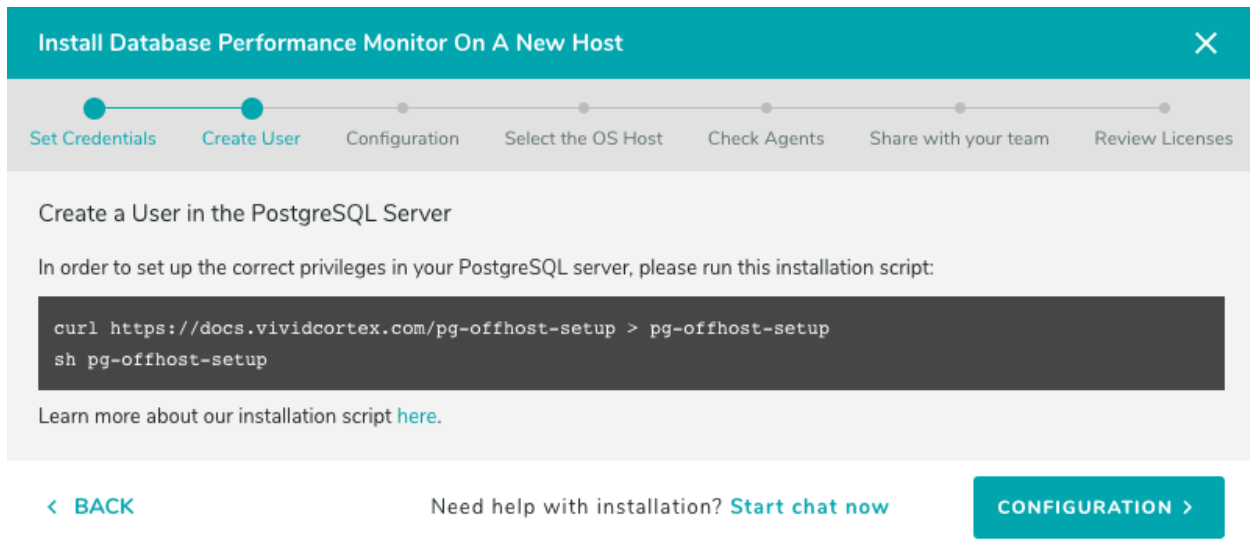 Install Database Performance Monitor On A New Host
Set Credentials Create User Configuration Select the OS Host Check Agents Share with your team Review Licenses
Create a User in the PostgreSQL Server
In order to set up the correct privileges in your PostgreSQL server, please run this installation script:
curl https://docs.vividcortex.com/pg-offhost-setup > pg-offhost-setup
sh pg-offhost-setup
Learn more about our installation script here.
< BACK Need help with installation? Start chat now CONFIGURATION >